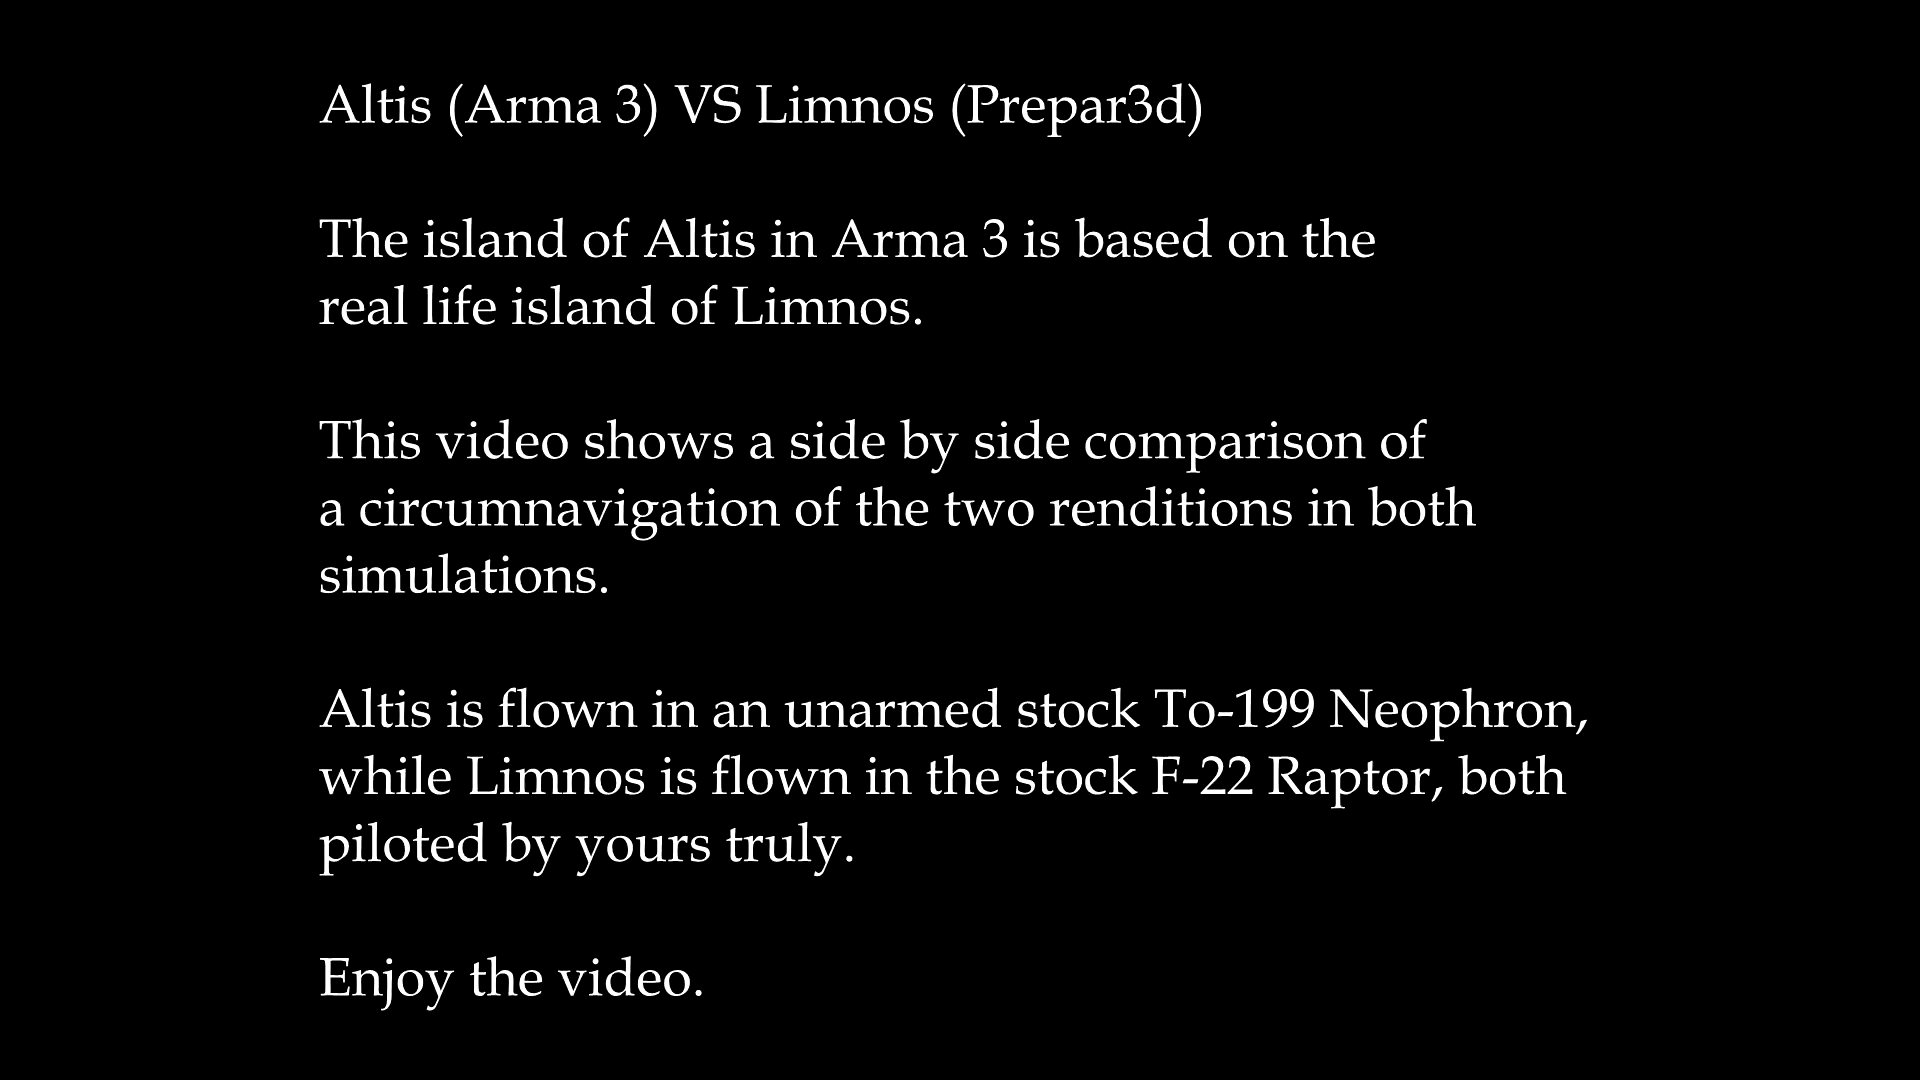 Altis (Arma 3) VS Limnos (Prepar3d)
The island of Altis in Arma 3 is based on the
real life island of Limnos.
This video shows a side by side comparison of
a circumnavigation of the two renditions in both
simulations.
Altis is flown in an unarmed stock To-199 Neophron,
while Limnos is flown in the stock F-22 Raptor, both
piloted by yours truly.
Enjoy the video.